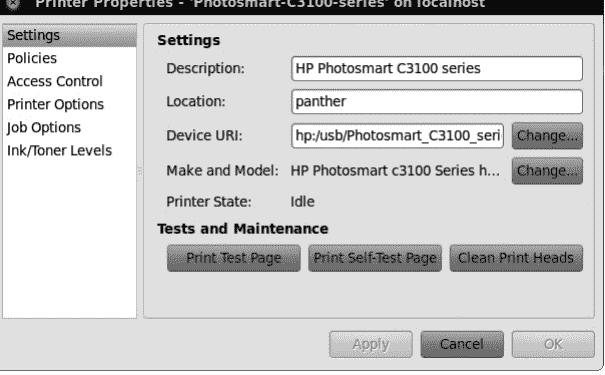 Printer Properties - 'Photosmart-C3100-series' on localhost
Settings
Policies
Access Control
Printer Options
Job Options
Ink/Toner Levels
Settings
Description: HP Photosmart C3100 series
Location: panther
Device URI: hp:/usb/Photosmart_C3100_seri Change...
Make and Model: HP Photosmart c3100 Series h... Change...
Printer State: Idle
Tests and Maintenance
Print Test Page Print Self-Test Page Clean Print Heads
Apply Cancel OK